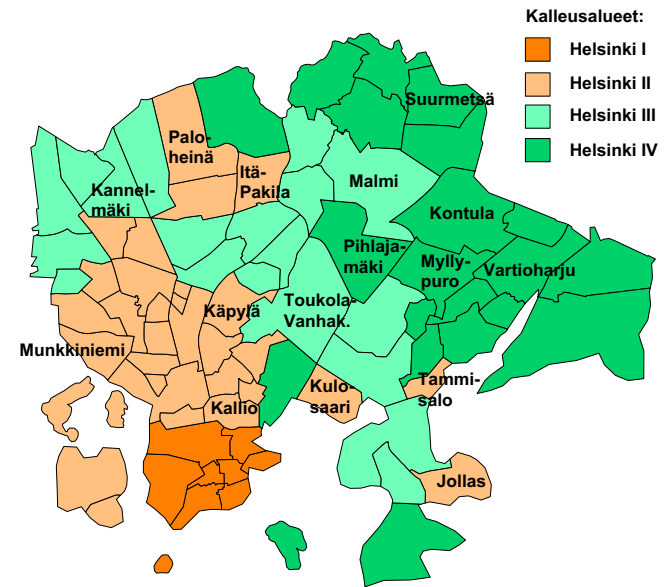 Kalleusalueet:
Helsinki I
Helsinki II
Helsinki III
Helsinki IV
Suurmetsä
Palo-
heinä
Itä-
Pakila
Malmi
Kannel-
mäki
Kontula
Pihlaja-
mäki
Mylly-
puro
Vartioharju
Käpylä
Toukola-
Vanhak.
Munkkiniemi
Kallio
Kulo-
saari
Tammi-
salo
Jollas